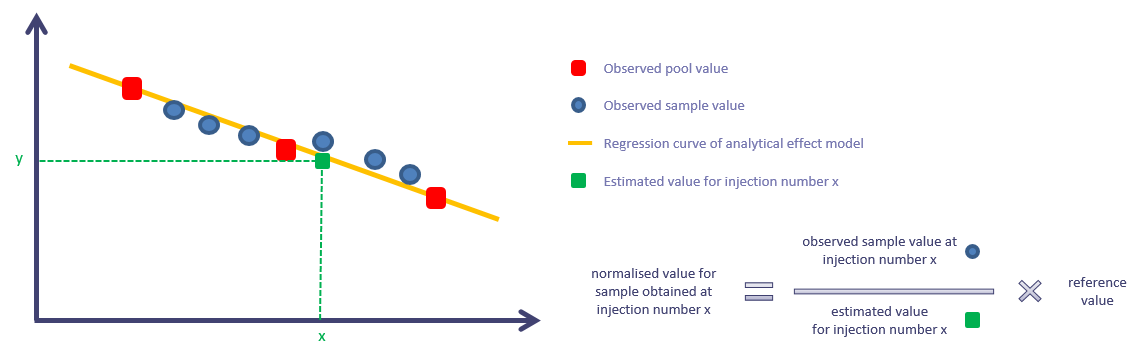 y
x
Observed pool value
Observed sample value
Regression curve of analytical effect model
Estimated value for injection number x
normalised value for
sample obtained at
injection number x
observed sample value at
injection number x
estimated value
for injection number x
reference
value